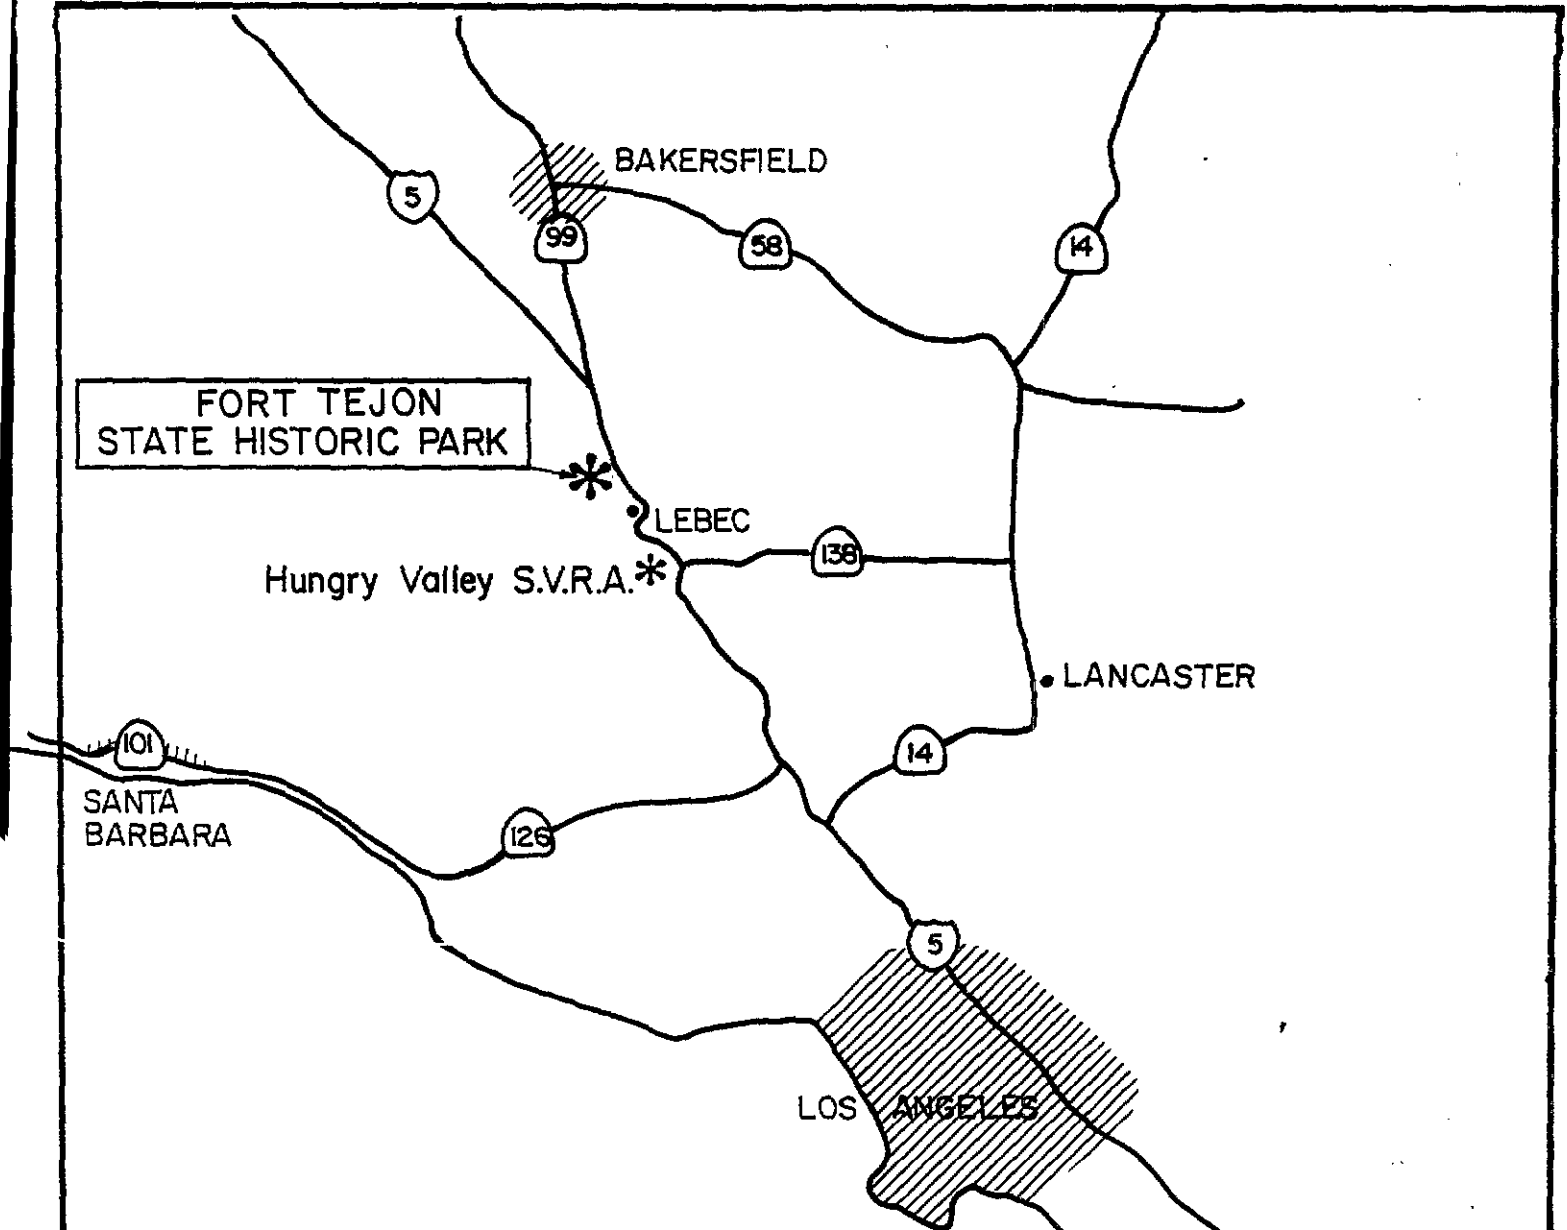 BAKERSFIELD
5
99
58
14
FORT TEJON
STATE HISTORIC PARK
LEBEC
138
Hungry Valley S.V.R.A.
LANCASTER
101
14
SANTA
BARBARA
126
5
LOS ANGELES